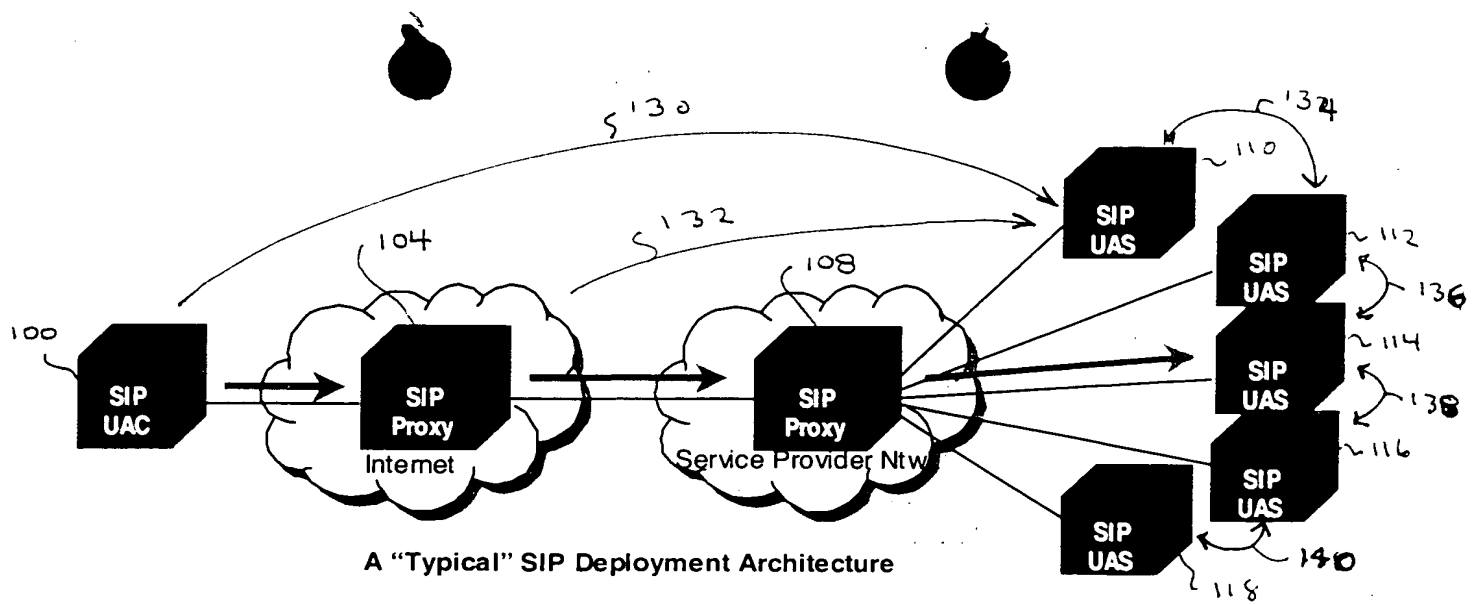 130
134
110
SIP
UAS
132
104
108
112
SIP
UAS
136
100
114
SIP
UAC
SIP
Proxy
SIP
Proxy
SIP
UAS
138
Internet
Service Provider Ntw
116
SIP
UAS
SIP
UAS
A "Typical" SIP Deployment Architecture
140
118